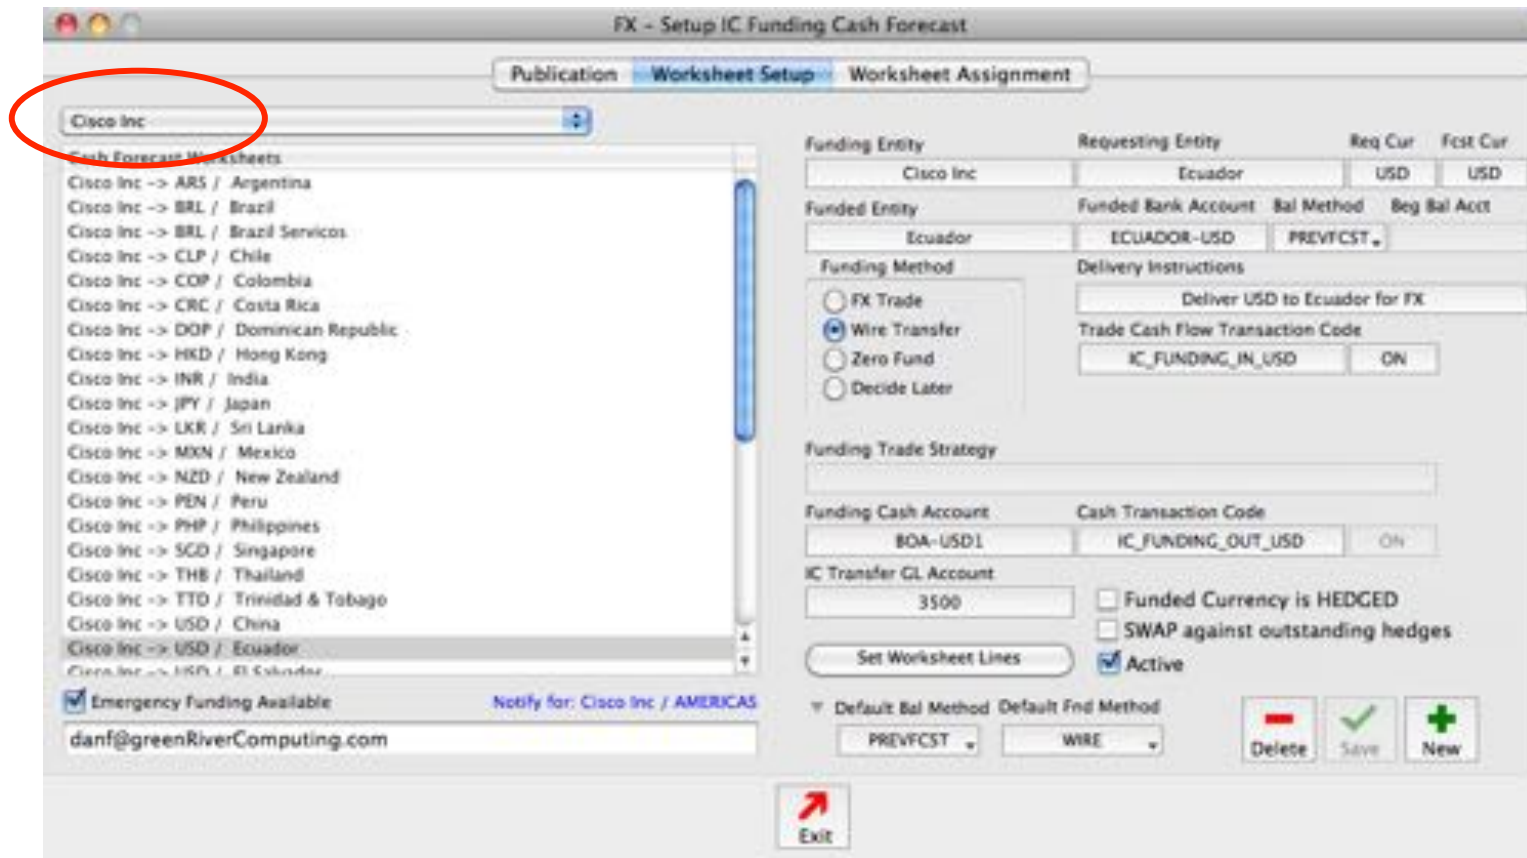 FX - Setup IC Funding Cash Forecast
Publication Worksheet Setup Worksheet Assignment
Cisco Inc
Cash Forecast Worksheets
Cisco Inc -> ARS / Argentina
Cisco Inc -> BRL / Brazil
Cisco Inc -> BRL / Brazil Servicos
Cisco Inc -> CLP / Chile
Cisco Inc -> COP / Colombia
Cisco Inc -> CRC / Costa Rica
Cisco Inc -> DOP / Dominican Republic
Cisco Inc -> HKD / Hong Kong
Cisco Inc -> INR / India
Cisco Inc -> JPY / Japan
Cisco Inc -> LKR / Sri Lanka
Cisco Inc -> MXN / Mexico
Cisco Inc -> NZD / New Zealand
Cisco Inc -> PEN / Peru
Cisco Inc -> PHP / Philippines
Cisco Inc -> SGD / Singapore
Cisco Inc -> THB / Thailand
Cisco Inc -> TTD / Trinidad & Tobago
Cisco Inc -> USD / China
Cisco Inc -> USD / Ecuador
Cisco Inc -> USD / El Salvador
Emergency Funding Available Notify for: Cisco Inc / AMERICAS
danf@greenRiverComputing.com
Funding Entity Requesting Entity Req Cur Fcst Cur
Cisco Inc Ecuador USD USD
Funded Entity Funded Bank Account Bal Method Beg Bal Acct
Ecuador ECUADOR-USD PREVFCST
Funding Method Delivery Instructions
FX Trade Deliver USD to Ecuador for FX
Wire Transfer Trade Cash Flow Transaction Code
Zero Fund IC_FUNDING_IN_USD ON
Decide Later
Funding Trade Strategy
Funding Cash Account Cash Transaction Code
BOA-USD1 IC_FUNDING_OUT_USD ON
IC Transfer GL Account
3500 Funded Currency is HEDGED
SWAP against outstanding hedges
Set Worksheet Lines Active
Default Bal Method Default Fnd Method
PREVFCST WIRE
Delete Save New
Exit